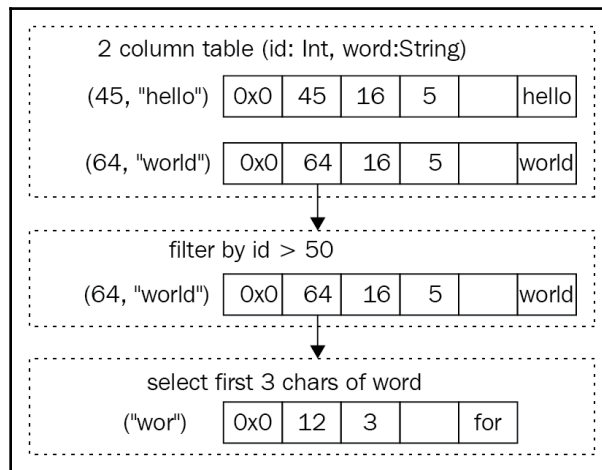 2 column table (id: Int, word:String)
(45, "hello") 0x0 45 16 5 hello
(64, "world") 0x0 64 16 5 world
filter by id > 50
(64, "world") 0x0 64 16 5 world
select first 3 chars of word
("wor") 0x0 12 3 for